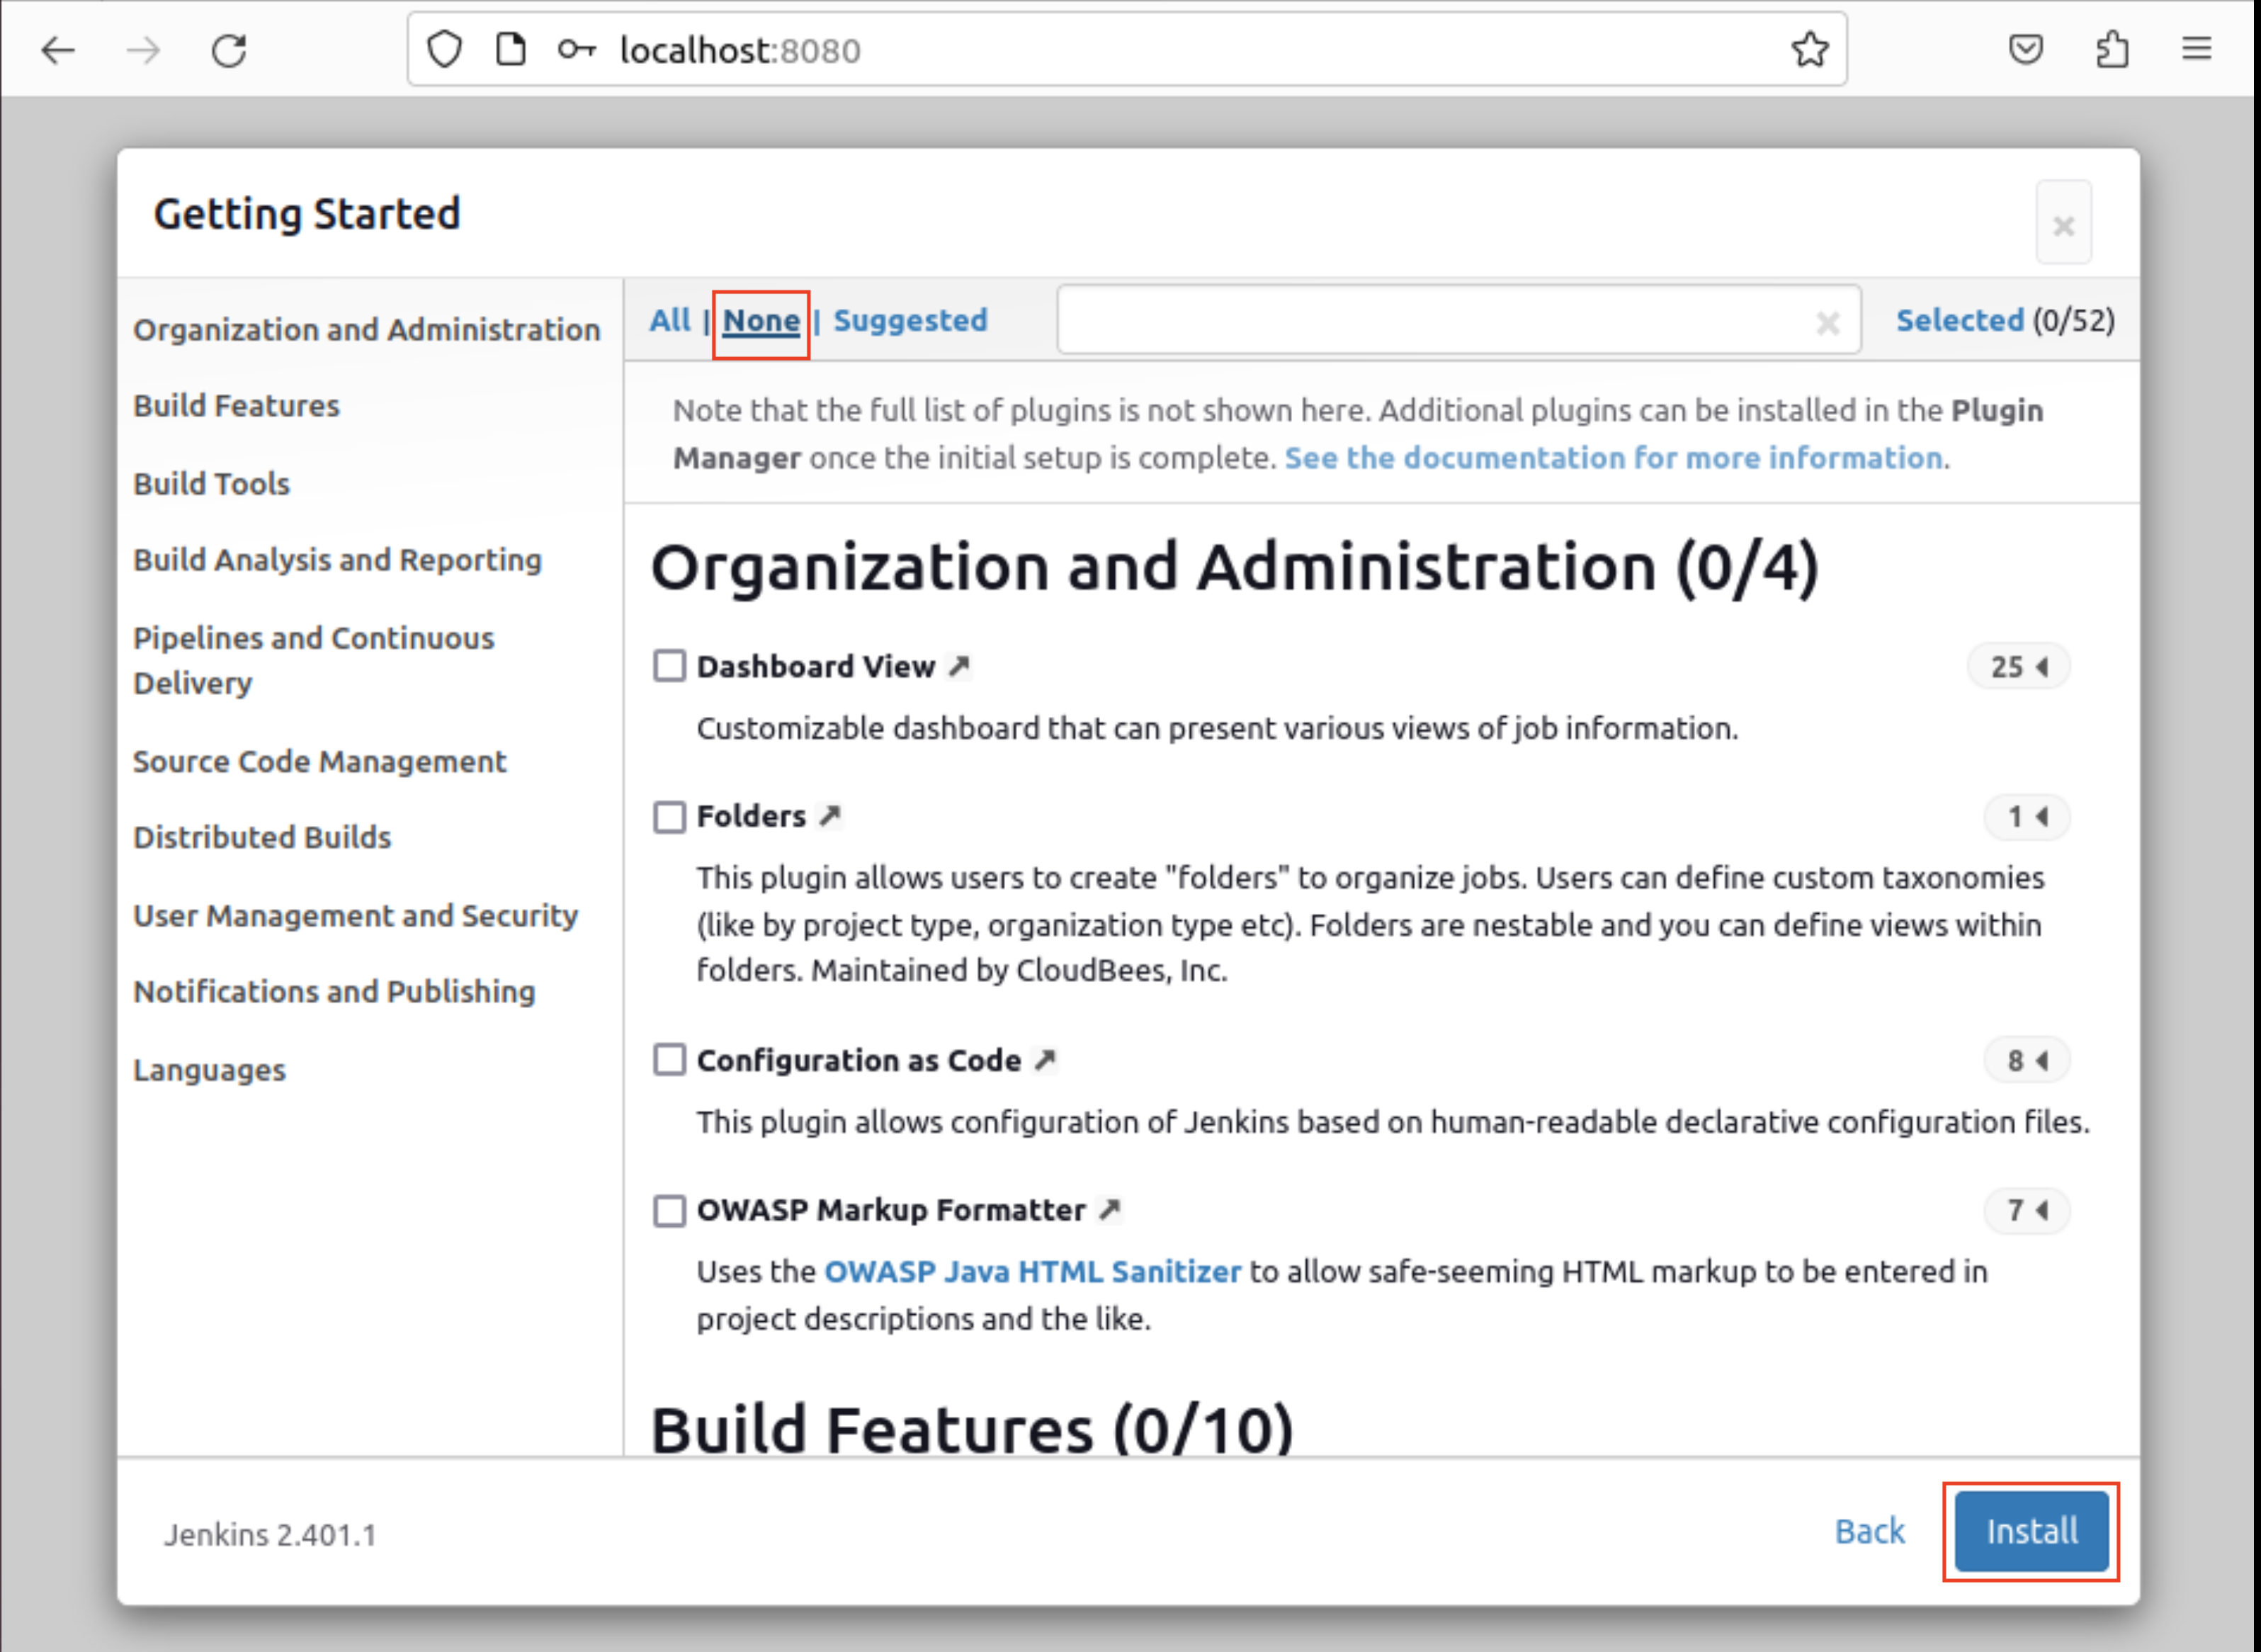 localhost:8080
Getting Started
Organization and Administration
Build Features
Build Tools
Build Analysis and Reporting
Pipelines and Continuous
Delivery
Source Code Management
Distributed Builds
User Management and Security
Notifications and Publishing
Languages
All | None | Suggested
Selected (0/52)
Note that the full list of plugins is not shown here. Additional plugins can be installed in the Plugin
Manager once the initial setup is complete. See the documentation for more information.
Organization and Administration (0/4)
Dashboard View
25
Customizable dashboard that can present various views of job information.
Folders
1
This plugin allows users to create "folders" to organize jobs. Users can define custom taxonomies
(like by project type, organization type etc). Folders are nestable and you can define views within
folders. Maintained by CloudBees, Inc.
Configuration as Code
8
This plugin allows configuration of Jenkins based on human-readable declarative configuration files.
OWASP Markup Formatter
7
Uses the OWASP Java HTML Sanitizer to allow safe-seeming HTML markup to be entered in
project descriptions and the like.
Build Features (0/10)
Jenkins 2.401.1
Back
Install